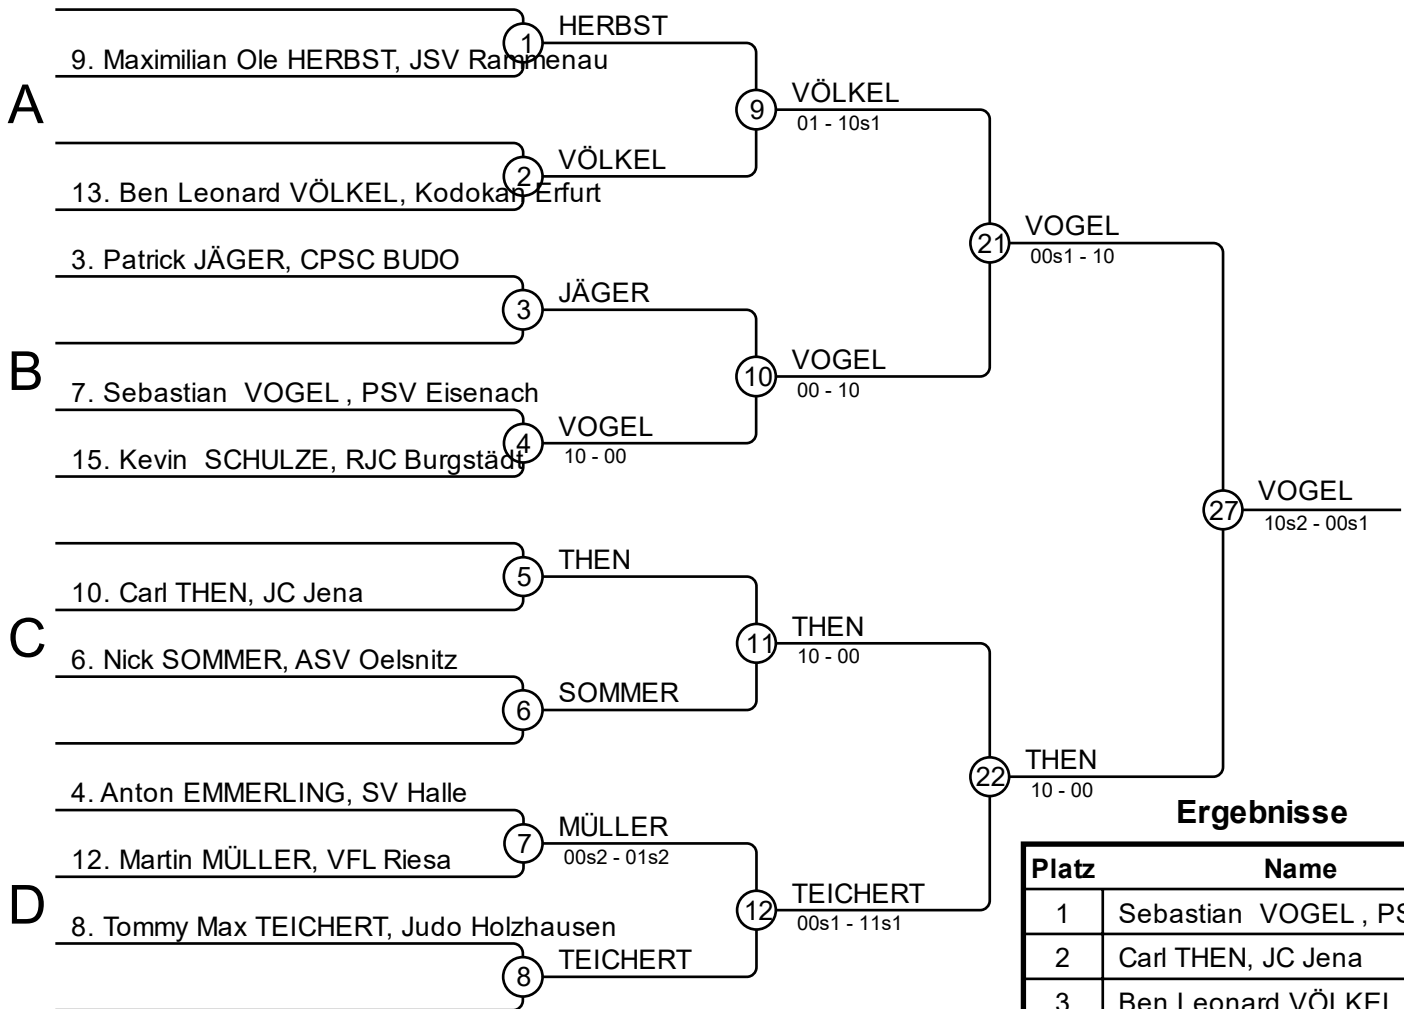 HERBST
1
9. Maximilian Ole HERBST, JSV Rammenau
A
VÖLKEL
9
01 - 10s1
VÖLKEL
2
13. Ben Leonard VÖLKEL, Kodokan Erfurt
VOGEL
21
00s1 - 10
3. Patrick JÄGER, CPSC BUDO
JÄGER
3
B
VOGEL
10
00 - 10
7. Sebastian VOGEL , PSV Eisenach
VOGEL
4
10 - 00
15. Kevin SCHULZE, RJC Burgstädt
VOGEL
27
10s2 - 00s1
THEN
5
10. Carl THEN, JC Jena
C
THEN
11
10 - 00
6. Nick SOMMER, ASV Oelsnitz
SOMMER
6
THEN
22
10 - 00
4. Anton EMMERLING, SV Halle
MÜLLER
7
00s2 - 01s2
12. Martin MÜLLER, VFL Riesa
D
TEICHERT
12
00s1 - 11s1
8. Tommy Max TEICHERT, Judo Holzhausen
TEICHERT
8
Ergebnisse
Platz Name
1 Sebastian VOGEL , PS
2 Carl THEN, JC Jena
3 Ben Leonard VÖLKEL